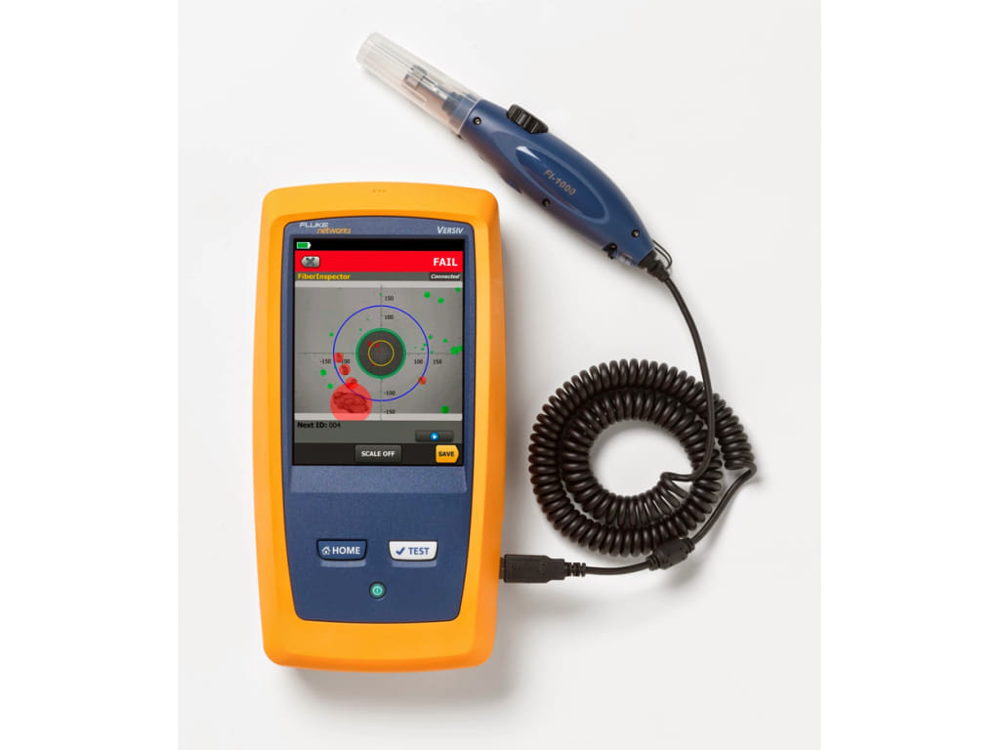 FI-1000
FLUKE
networks
VERSIV
FAIL
FiberInspector
Connected
150
100
-150 -100 100 150
-100
-150
Next ID: 004
SCALE OFF
SAVE
HOME
TEST